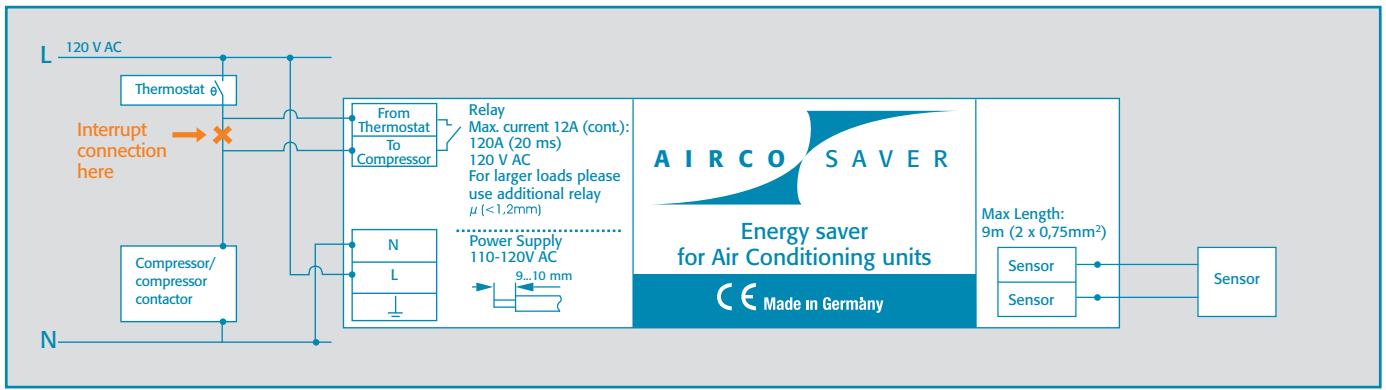 L 120 V AC
Thermostat θ
Interrupt
connection
here
Compressor/
compressor
contactor
N
From
Thermostat
To
Compressor
Relay
Max. current 12A (cont.):
120A (20 ms)
120 V AC
For larger loads please
use additional relay
µ (<1,2mm)
N
L
Power Supply
110-120V AC
9...10 mm
AIRCO SAVER
Energy saver
for Air Conditioning units
CE Made in Germany
Max Length:
9m (2 x 0,75mm²)
Sensor
Sensor
Sensor